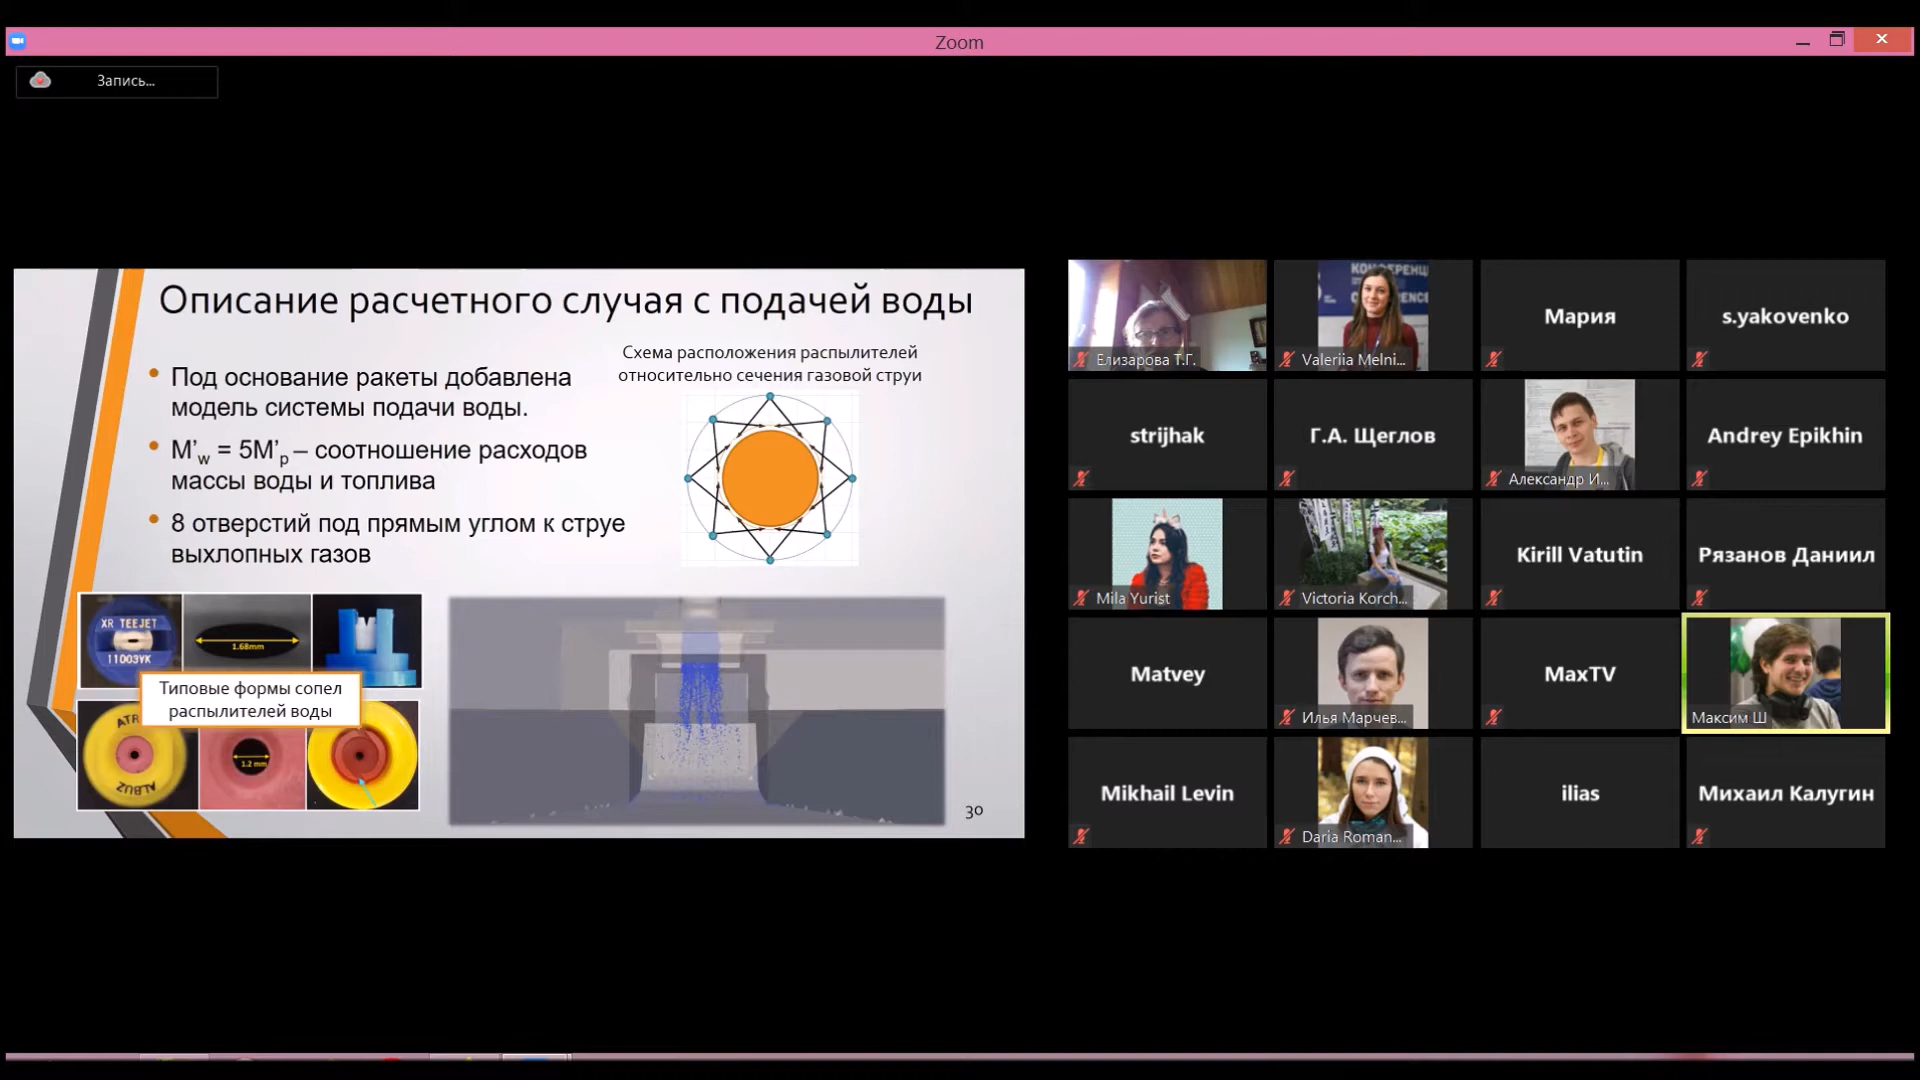 Zoom
Запись...
Описание расчетного случая с подачей воды
Под основание ракеты добавлена
модель системы подачи воды.
M’w = 5M’p – соотношение расходов
массы воды и топлива
8 отверстий под прямым углом к струе
выхлопных газов
Схема расположения распылителей
относительно сечения газовой струи
XR TEEJET
11003YK
1.68mm
Типовые формы сопел
распылителей воды
ATR
ALBUZ
1.2 mm
30
Елизарова Т.Г.
Valeriia Melni...
Мария
s.yakovenko
strijhak
Г.А. Щеглов
Александр И...
Andrey Epikhin
Mila Yurist
Victoria Korch...
Kirill Vatutin
Рязанов Даниил
Matvey
Илья Марчев...
MaxTV
Максим Ш
Mikhail Levin
Daria Roman...
ilias
Михаил Калугин